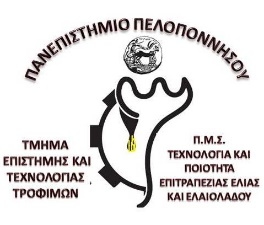 ΠΑΝΕΠΙΣΤΗΜΙΟ ΠΕΛΟΠΟΝΝΗΣΟΥ
ΤΜΗΜΑ
ΕΠΙΣΤΗΜΗΣ ΚΑΙ
ΤΕΧΝΟΛΟΓΙΑΣ
ΤΡΟΦΙΜΩΝ
Π.Μ.Σ.
ΤΕΧΝΟΛΟΓΙΑ ΚΑΙ
ΠΟΙΟΤΗΤΑ
ΕΠΙΤΡΑΠΕΖΙΑΣ ΕΛΙΑΣ
ΚΑΙ ΕΛΑΙΟΛΑΔΟΥ